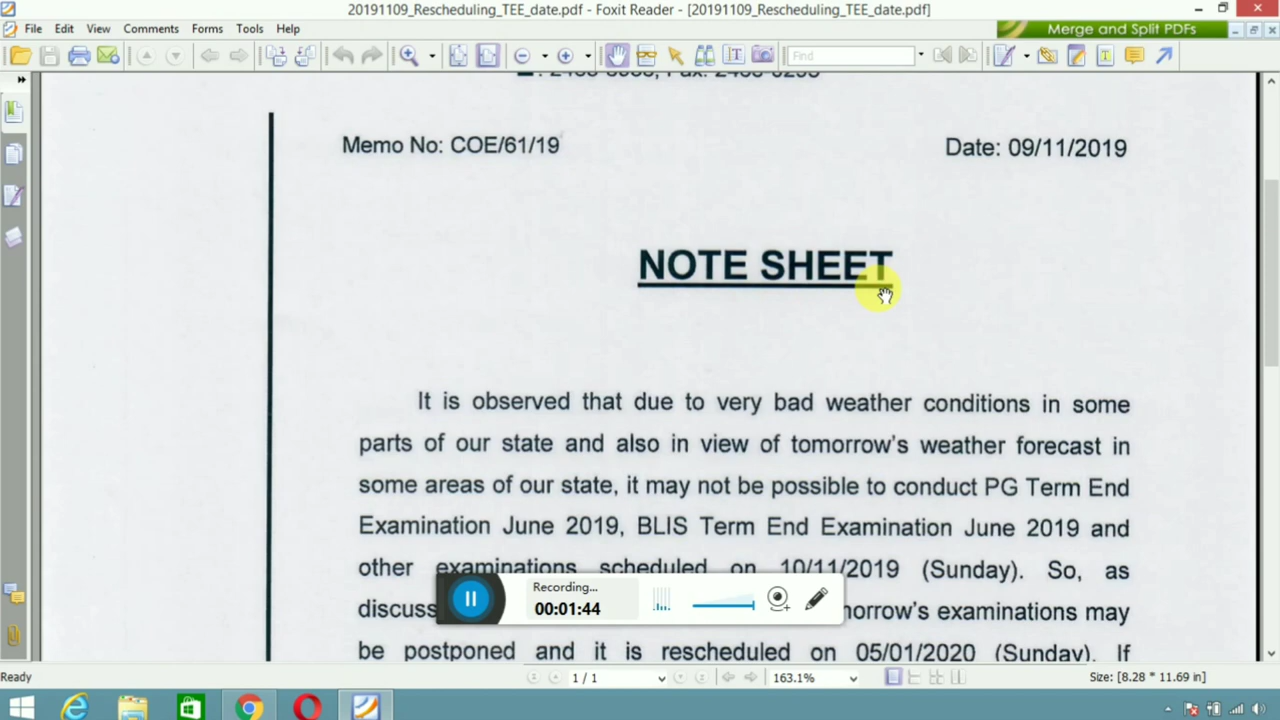 20191109_Rescheduling_TEE_date.pdf - Foxit Reader - [20191109_Rescheduling_TEE_date.pdf]
File Edit View Comments Forms Tools Help
Merge and Split PDFs
Find
Memo No: COE/61/19
Date: 09/11/2019
NOTE SHEET
It is observed that due to very bad weather conditions in some
parts of our state and also in view of tomorrow's weather forecast in
some areas of our state, it may not be possible to conduct PG Term End
Examination June 2019, BLIS Term End Examination June 2019 and
other examinations scheduled on 10/11/2019 (Sunday). So, as
discuss morrow's examinations may
be postponed and it is rescheduled on 05/01/2020 (Sunday). If
Recording...
00:01:44
Ready
1 / 1
163.1%
Size: [8.28 * 11.69 in]